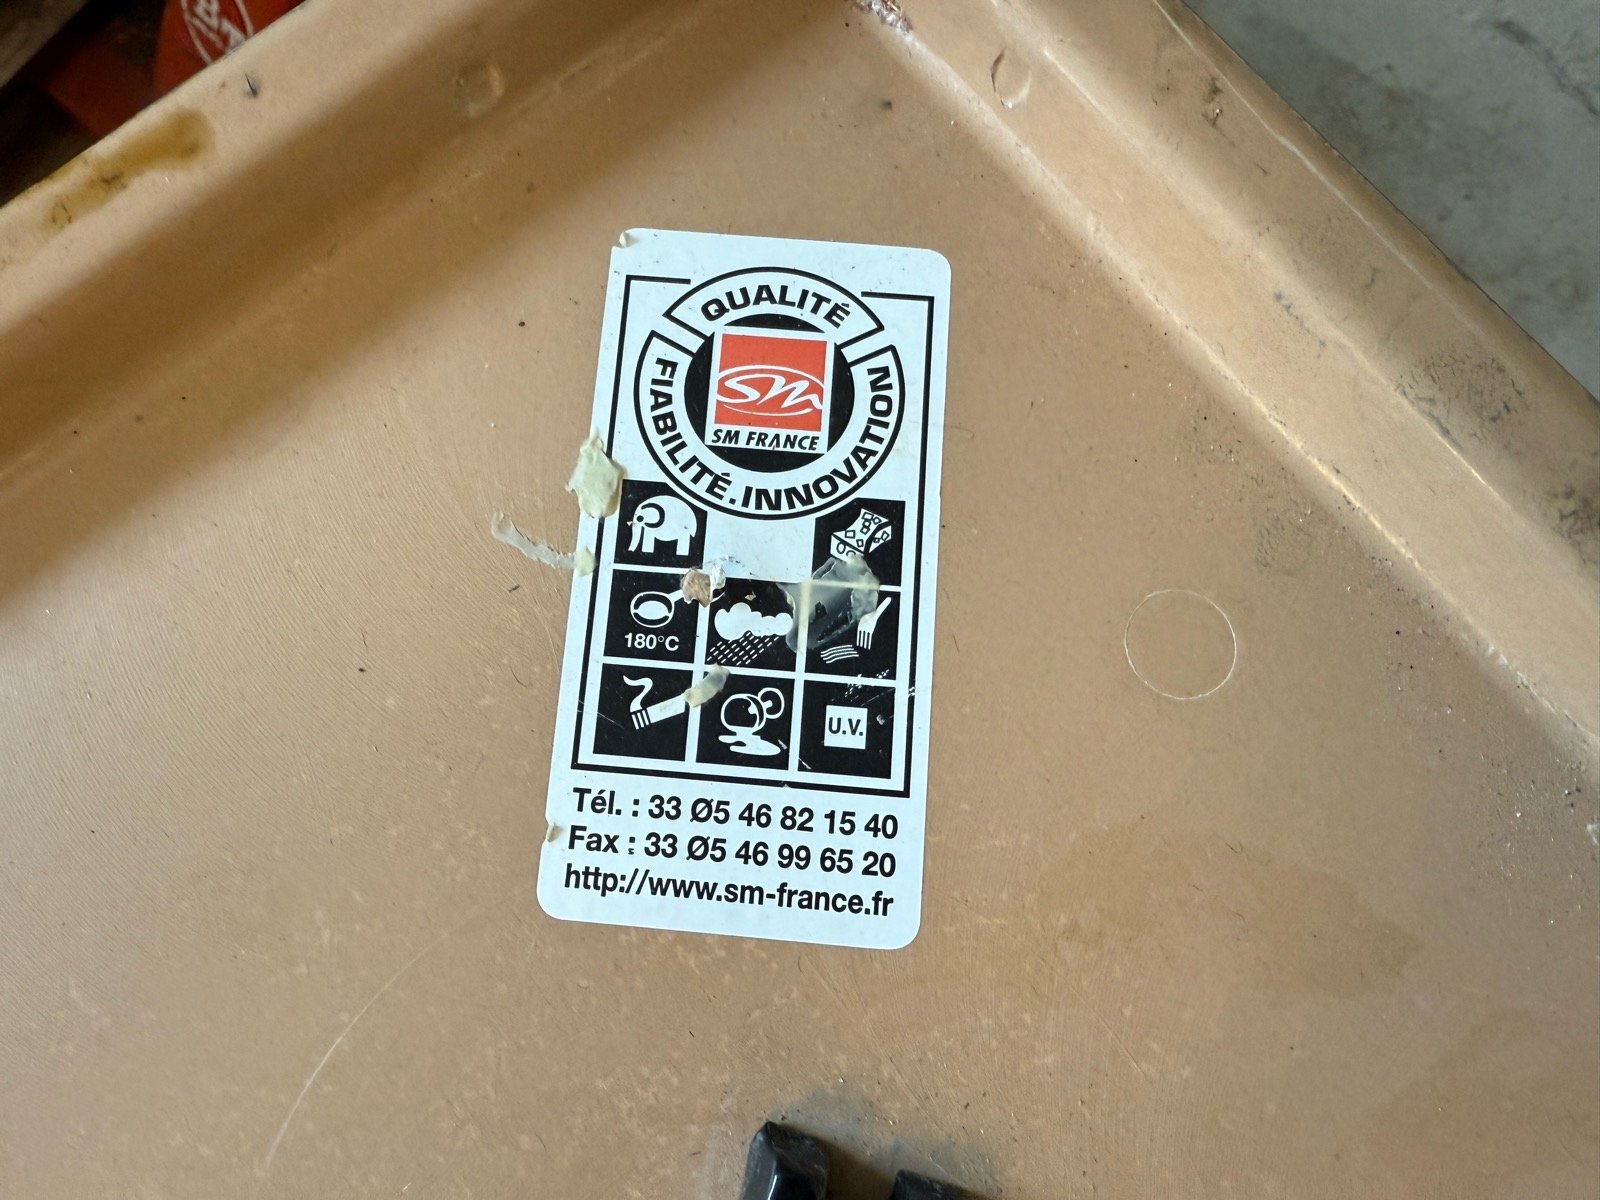 QUALITÉ
FIABILITÉ.INNOVATION
sm
SM FRANCE
180°C
U.V.
Tél. : 33 Ø5 46 82 15 40
Fax : 33 Ø5 46 99 65 20
http://www.sm-france.fr